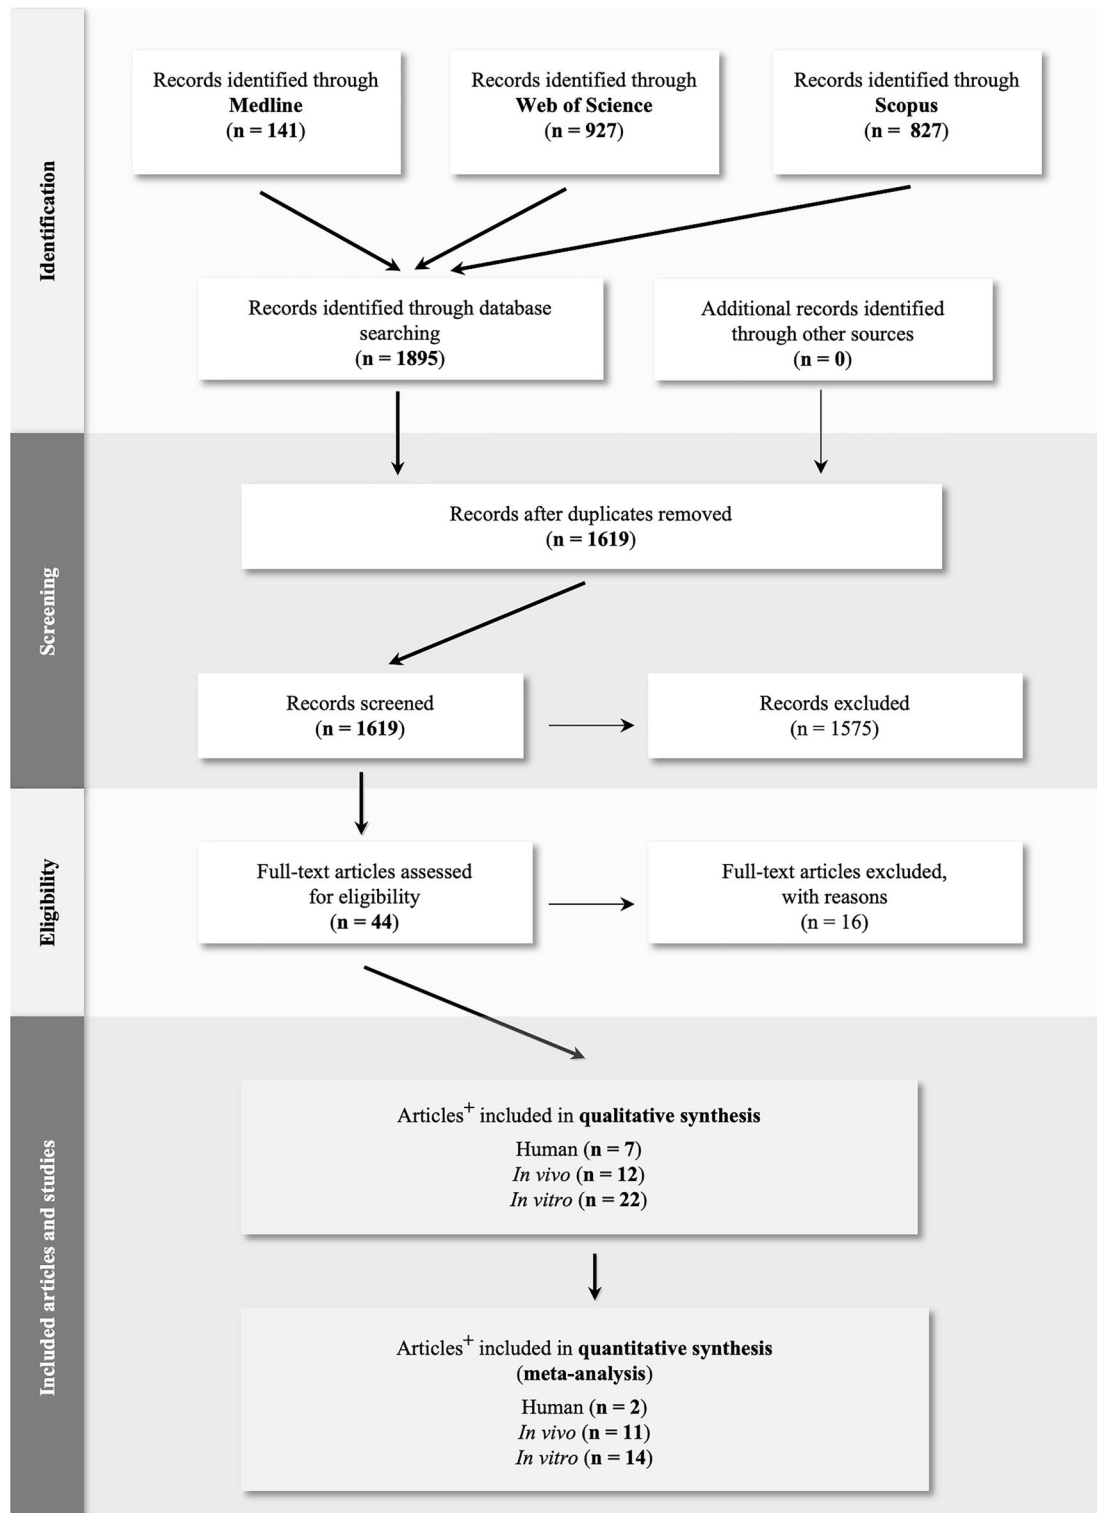 Identification
Records identified through
Medline
(n = 141)
Records identified through
Web of Science
(n = 927)
Records identified through
Scopus
(n = 827)
Records identified through database
searching
(n = 1895)
Additional records identified
through other sources
(n = 0)
Screening
Records after duplicates removed
(n = 1619)
Records screened
(n = 1619)
Records excluded
(n = 1575)
Eligibility
Full-text articles assessed
for eligibility
(n = 44)
Full-text articles excluded,
with reasons
(n = 16)
Included articles and studies
Articles+ included in qualitative synthesis
Human (n = 7)
In vivo (n = 12)
In vitro (n = 22)
Articles+ included in quantitative synthesis
(meta-analysis)
Human (n = 2)
In vivo (n = 11)
In vitro (n = 14)